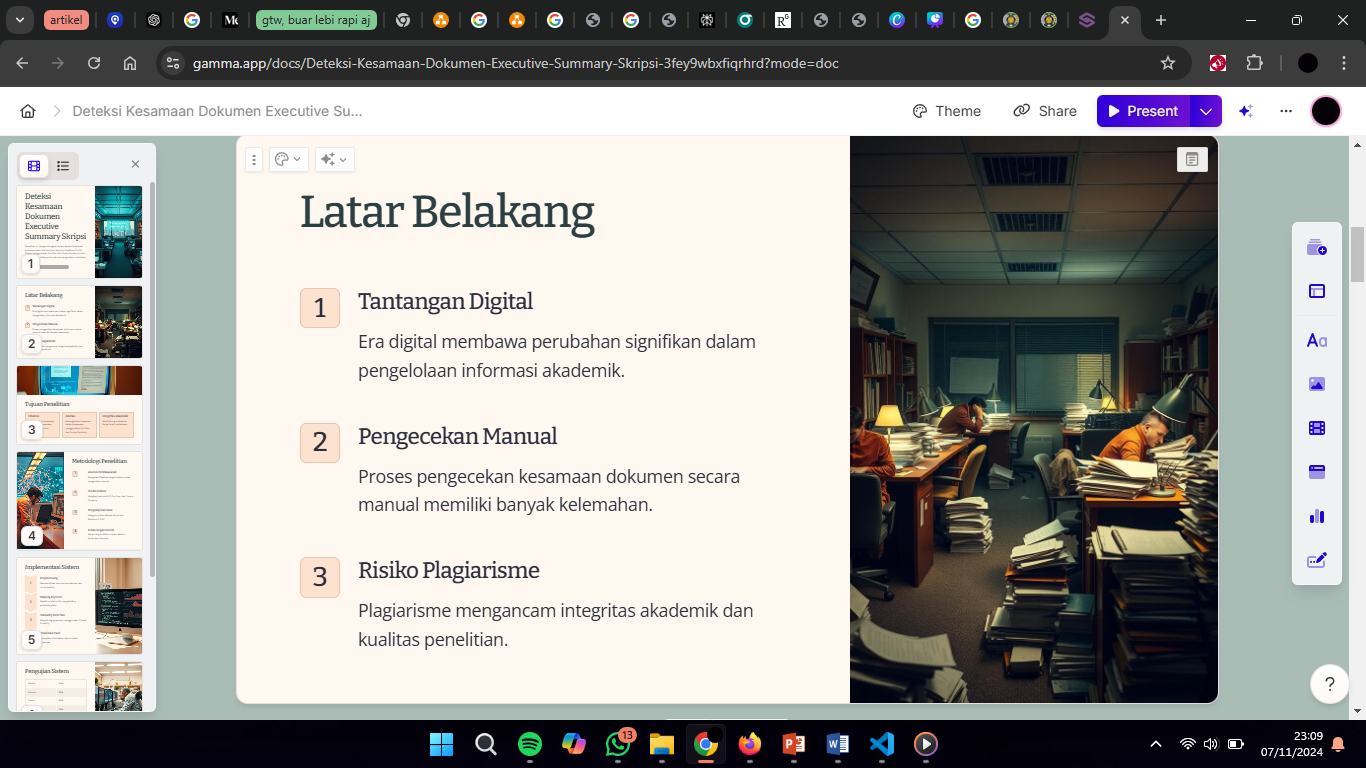 artikel
gtw, buar lebi rapi aj
gamma.app/docs/Deteksi-Kesamaan-Dokumen-Executive-Summary-Skripsi-3fey9wbxfiqrhrd?mode=doc
Deteksi Kesamaan Dokumen Executive Su...
Theme
Share
Present
Deteksi
Kesamaan
Dokumen
Executive
Summary Skripsi
1
Latar Belakang
2
Tujuan Penelitian
3
Metodologi Penelitian
4
Implementasi Sistem
5
Pengujian Sistem
Latar Belakang
1
Tantangan Digital
Era digital membawa perubahan signifikan dalam
pengelolaan informasi akademik.
2
Pengecekan Manual
Proses pengecekan kesamaan dokumen secara
manual memiliki banyak kelemahan.
3
Risiko Plagiarisme
Plagiarisme mengancam integritas akademik dan
kualitas penelitian.
Aa
?
13
23:09
07/11/2024